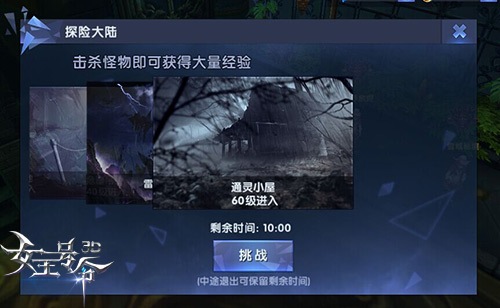 探险大陆
击杀怪物即可获得大量经验
雷
通灵小屋
60级进入
剩余时间: 10:00
挑战
(中途退出可保留剩余时间)
女王号令
3D